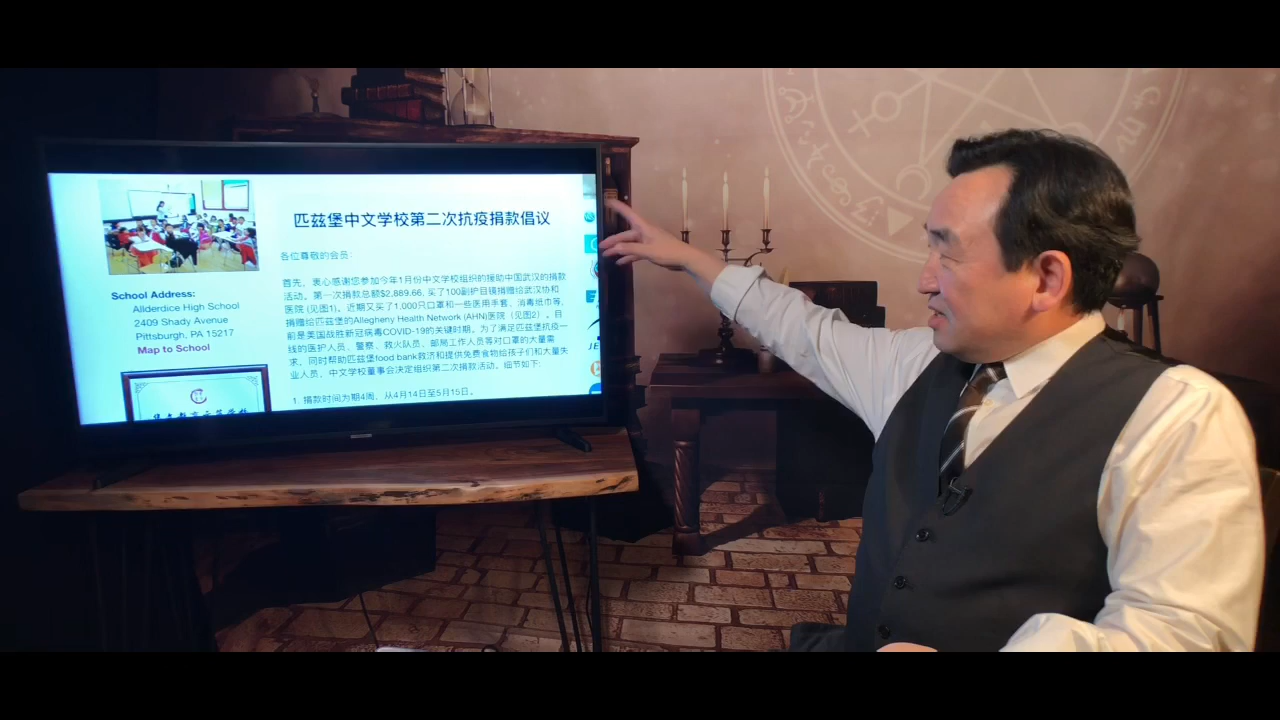 匹兹堡中文学校第二次抗疫捐款倡议
各位尊敬的会员：
首先，衷心感谢您参加今年1月份中文学校组织的援助中国武汉的捐款
活动。第一次捐款总额$2,889.66, 买了100副护目镜捐赠给武汉协和
医院 (见图1)。近期又买了1,000只口罩和一些医用手套、消毒纸巾等，
捐赠给匹兹堡的Allegheny Health Network (AHN)医院（见图2）。目
前是美国战胜新冠病毒COVID-19的关键时期。为了满足匹兹堡抗疫一
线的医护人员、警察、救火队员、邮局工作人员等对口罩的大量需
求，同时帮助匹兹堡food bank救济和提供免费食物给孩子们和大量失
业人员，中文学校董事会决定组织第二次捐款活动。细节如下：
1. 捐款时间为期4周，从4月14日至5月15日。
School Address:
Allderdice High School
2409 Shady Avenue
Pittsburgh, PA 15217
Map to School